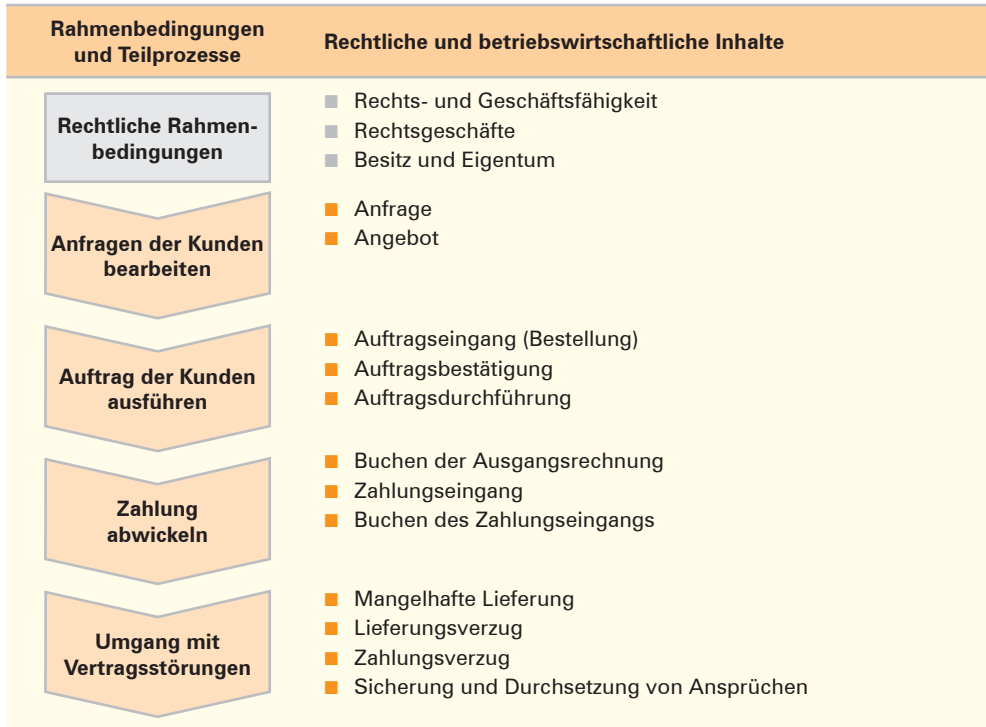 Rahmenbedingungen
und Teilprozesse
Rechtliche und betriebswirtschaftliche Inhalte
Rechtliche Rahmen-
bedingungen
Rechts- und Geschäftsfähigkeit
Rechtsgeschäfte
Besitz und Eigentum
Anfragen der Kunden
bearbeiten
Anfrage
Angebot
Auftrag der Kunden
ausführen
Auftragseingang (Bestellung)
Auftragsbestätigung
Auftragsdurchführung
Zahlung
abwickeln
Buchen der Ausgangsrechnung
Zahlungseingang
Buchen des Zahlungseingangs
Umgang mit
Vertragsstörungen
Mangelhafte Lieferung
Lieferungsverzug
Zahlungsverzug
Sicherung und Durchsetzung von Ansprüchen